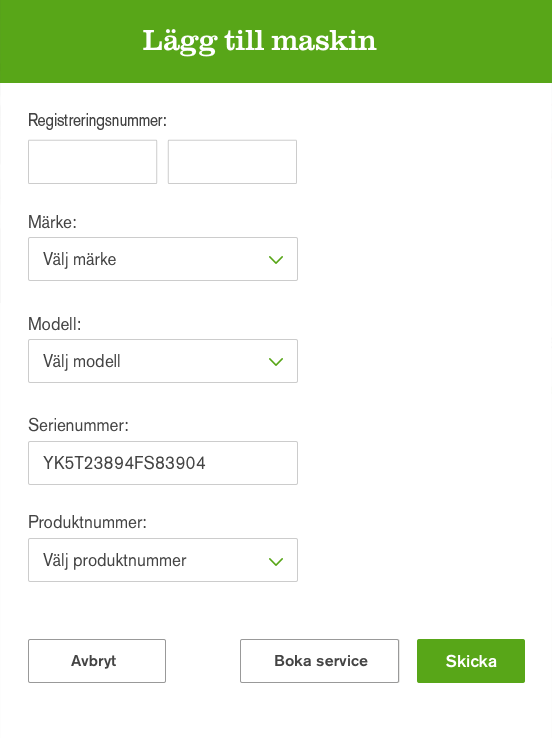 Lägg till maskin
Registreringsnummer:
Märke:
Välj märke
Modell:
Välj modell
Serienummer:
YK5T23894FS83904
Produktnummer:
Välj produktnummer
Avbryt Boka service Skicka